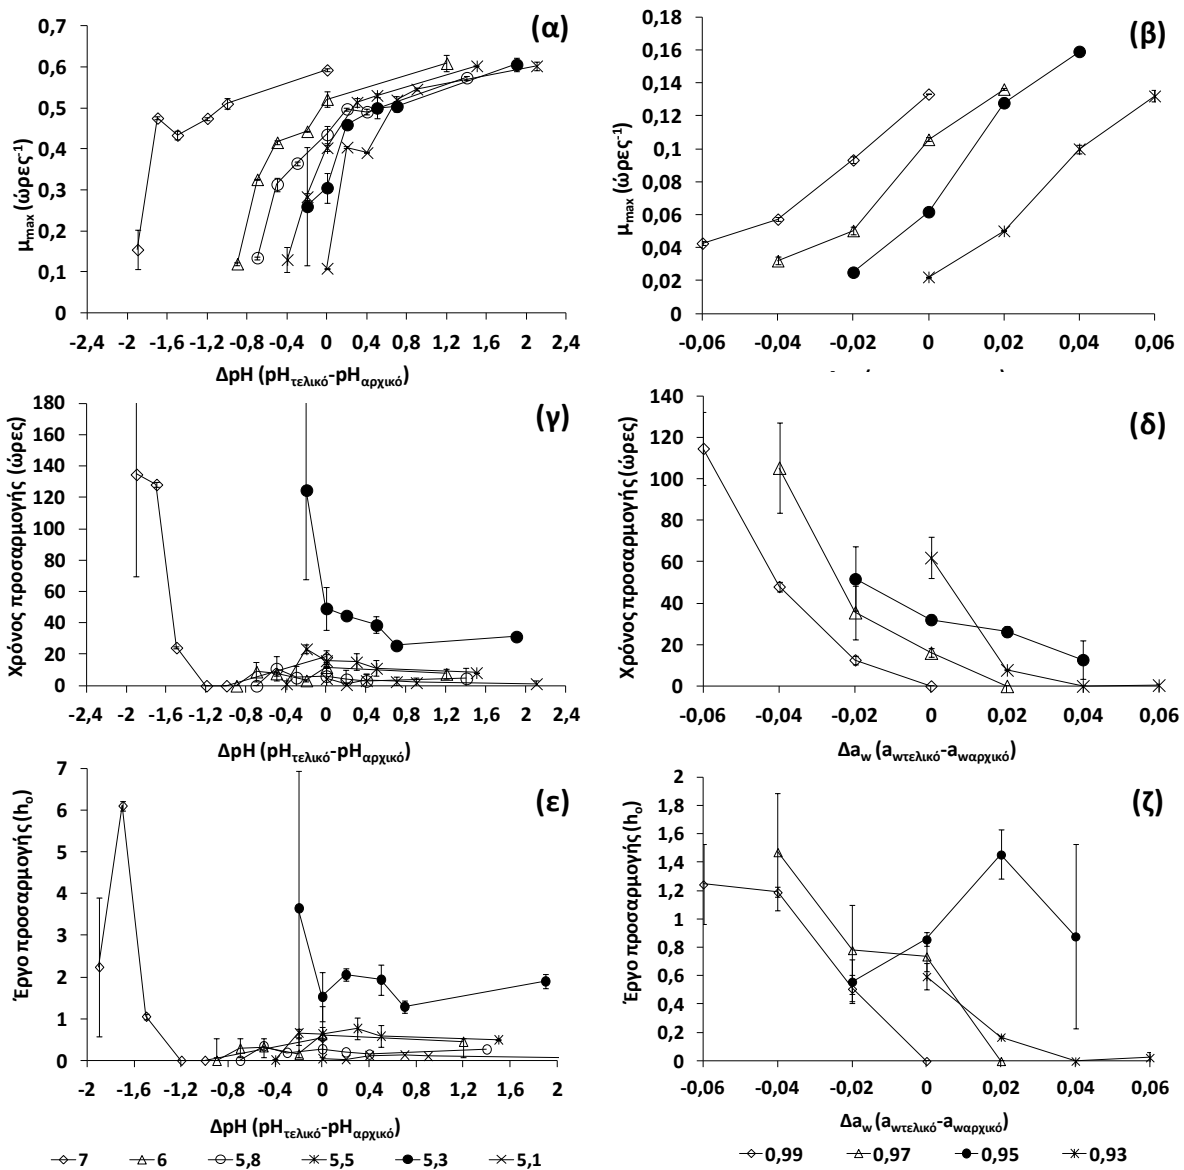 (α)
μmax (ώρες-1)
0,7
0,6
0,5
0,4
0,3
0,2
0,1
0
-2,4 -2 -1,6 -1,2 -0,8 -0,4 0 0,4 0,8 1,2 1,6 2 2,4
ΔpH (pHτελικό-pHαρχικό)
(β)
μmax (ώρες-1)
0,18
0,16
0,14
0,12
0,1
0,08
0,06
0,04
0,02
0
-0,06 -0,04 -0,02 0 0,02 0,04 0,06
(γ)
Χρόνος προσαρμογής (ώρες)
180
160
140
120
100
80
60
40
20
0
-2,4 -2 -1,6 -1,2 -0,8 -0,4 0 0,4 0,8 1,2 1,6 2 2,4
ΔpH (pHτελικό-pHαρχικό)
(δ)
Χρόνος προσαρμογής (ώρες)
140
120
100
80
60
40
20
0
-0,06 -0,04 -0,02 0 0,02 0,04 0,06
Δaw (awτελικό-awαρχικό)
(ε)
Έργο προσαρμογής (ho)
7
6
5
4
3
2
1
0
-2 -1,6 -1,2 -0,8 -0,4 0 0,4 0,8 1,2 1,6 2
ΔpH (pHτελικό-pHαρχικό)
7 6 5,8 5,5 5,3 5,1
(ζ)
Έργο προσαρμογής (ho)
2
1,8
1,6
1,4
1,2
1
0,8
0,6
0,4
0,2
0
-0,06 -0,04 -0,02 0 0,02 0,04 0,06
Δaw (awτελικό-awαρχικό)
0,99 0,97 0,95 0,93